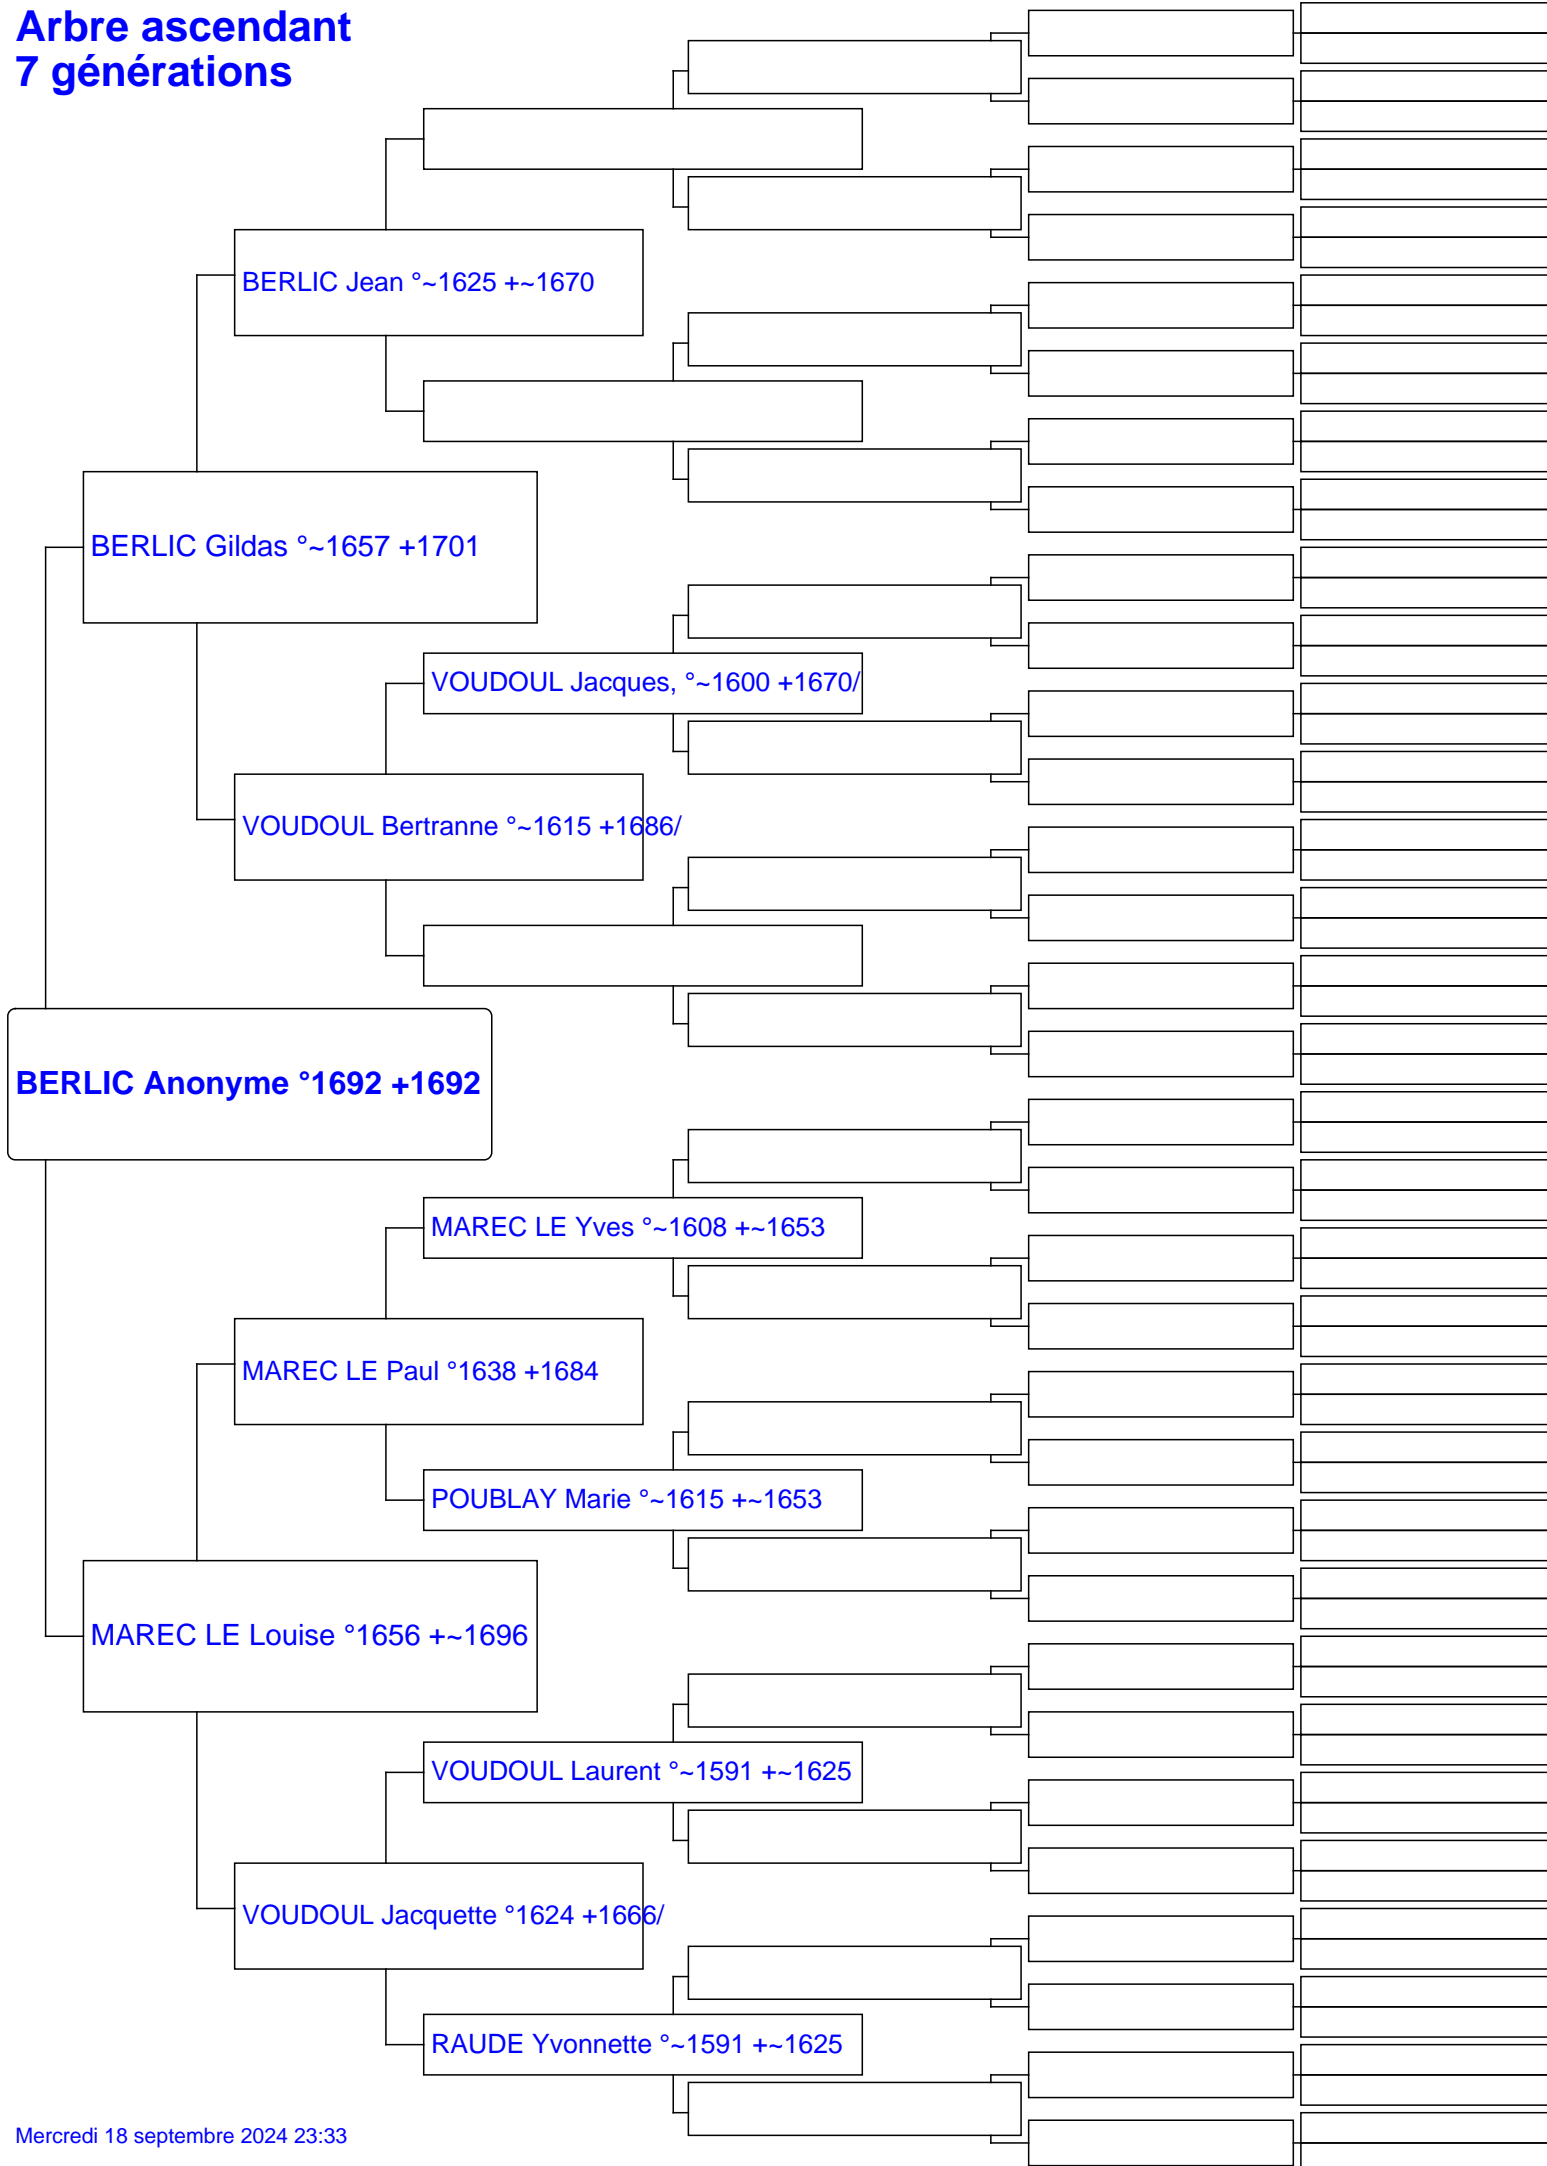 Arbre ascendant
7 générations
BERLIC Jean °~1625 +~1670
BERLIC Gildas °~1657 +1701
VOUDOUL Jacques, °~1600 +1670/
VOUDOUL Bertranne °~1615 +1686/
BERLIC Anonyme °1692 +1692
MAREC LE Yves °~1608 +~1653
MAREC LE Paul °1638 +1684
POUBLAY Marie °~1615 +~1653
MAREC LE Louise °1656 +~1696
VOUDOUL Laurent °~1591 +~1625
VOUDOUL Jacquette °1624 +1666/
RAUDE Yvonnette °~1591 +~1625
Mercredi 18 septembre 2024 23:33